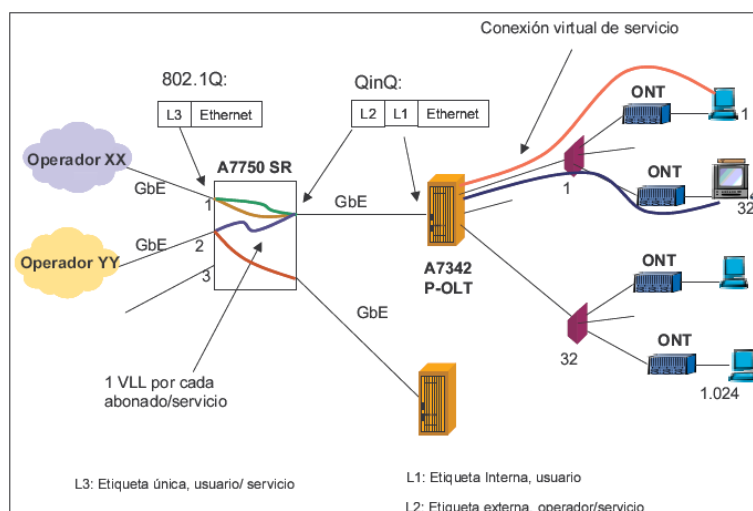 Conexión virtual de servicio
802.1Q:
QinQ:
L3 Ethernet
L2 L1 Ethernet
ONT
1
Operador XX
A7750 SR
GbE
1
GbE
1
ONT
32
GbE
2
Operador YY
3
A7342
P-OLT
ONT
GbE
32
ONT
1 VLL por cada
abonado/servicio
1.024
L3: Etiqueta única, usuario/ servicio
L1: Etiqueta Interna, usuario
L2: Etiqueta externa, operador/servicio